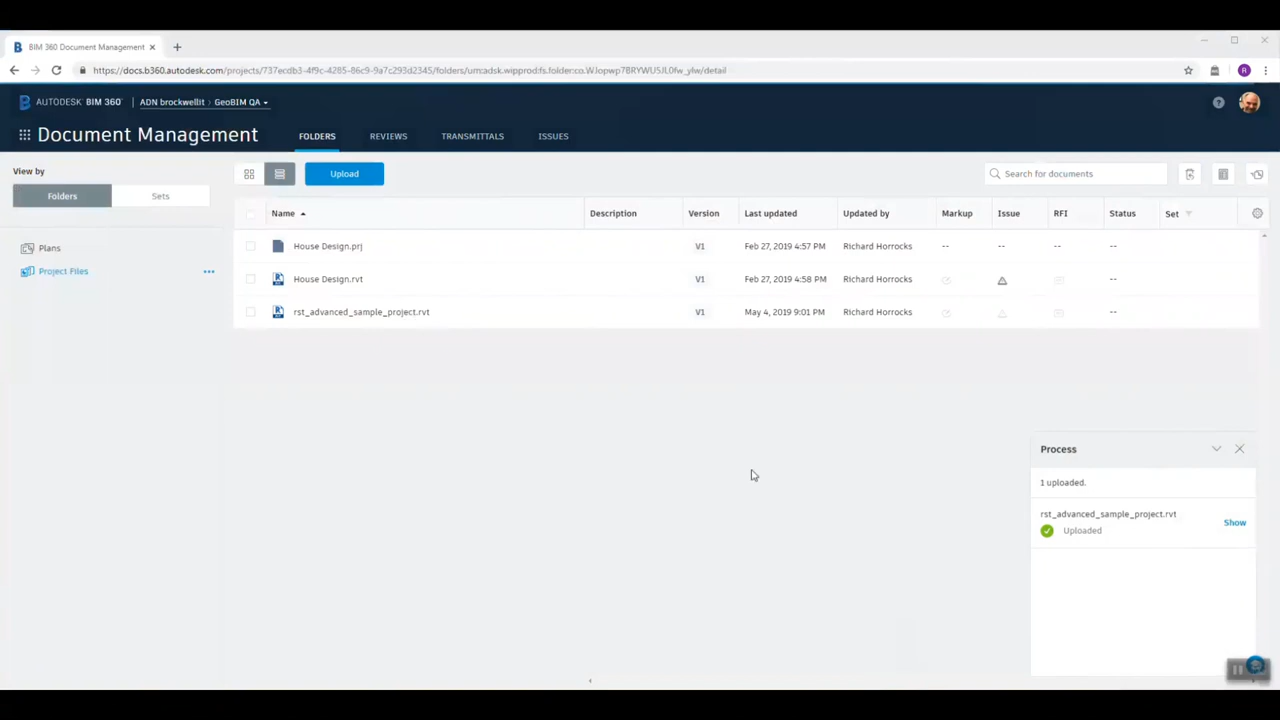 BIM 360 Document Management
https://docs.b360.autodesk.com/projects/737ecdb3-4f9c-4285-86c9-9a7c293d2345/folders/urn:adsk.wipprod:fs.folder:co.W.lopwp7BRYWU5JL0fw_ylw/detail
AUTODESK BIM 360° ADN brockwellit > GeoBIM QA
Document Management FOLDERS REVIEWS TRANSMITTALS ISSUES
View by Upload Search for documents
Folders Sets
Name Description Version Last updated Updated by Markup Issue RFI Status Set
Plans House Design.prj V1 Feb 27, 2019 4:57 PM Richard Horrocks -- -- -- --
Project Files ••• House Design.rvt V1 Feb 27, 2019 4:58 PM Richard Horrocks --
rst_advanced_sample_project.rvt V1 May 4, 2019 9:01 PM Richard Horrocks --
Process
1 uploaded.
rst_advanced_sample_project.rvt Show
Uploaded